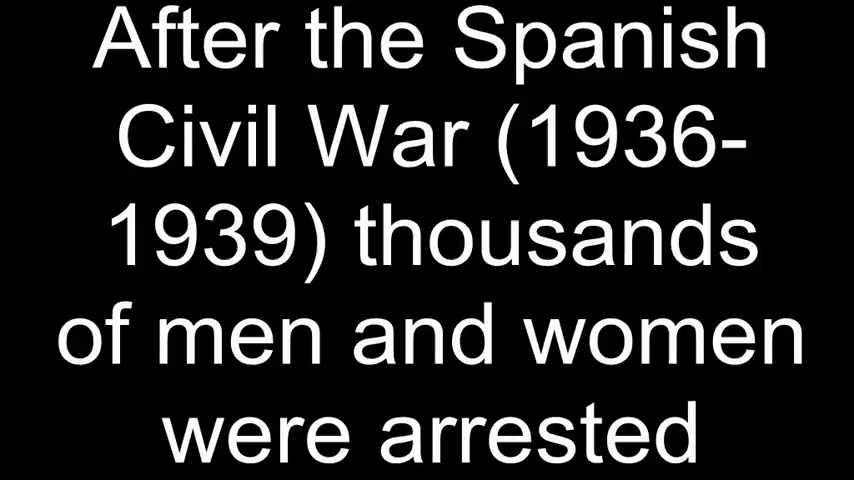 After the Spanish
Civil War (1936-
1939) thousands
of men and women
were arrested